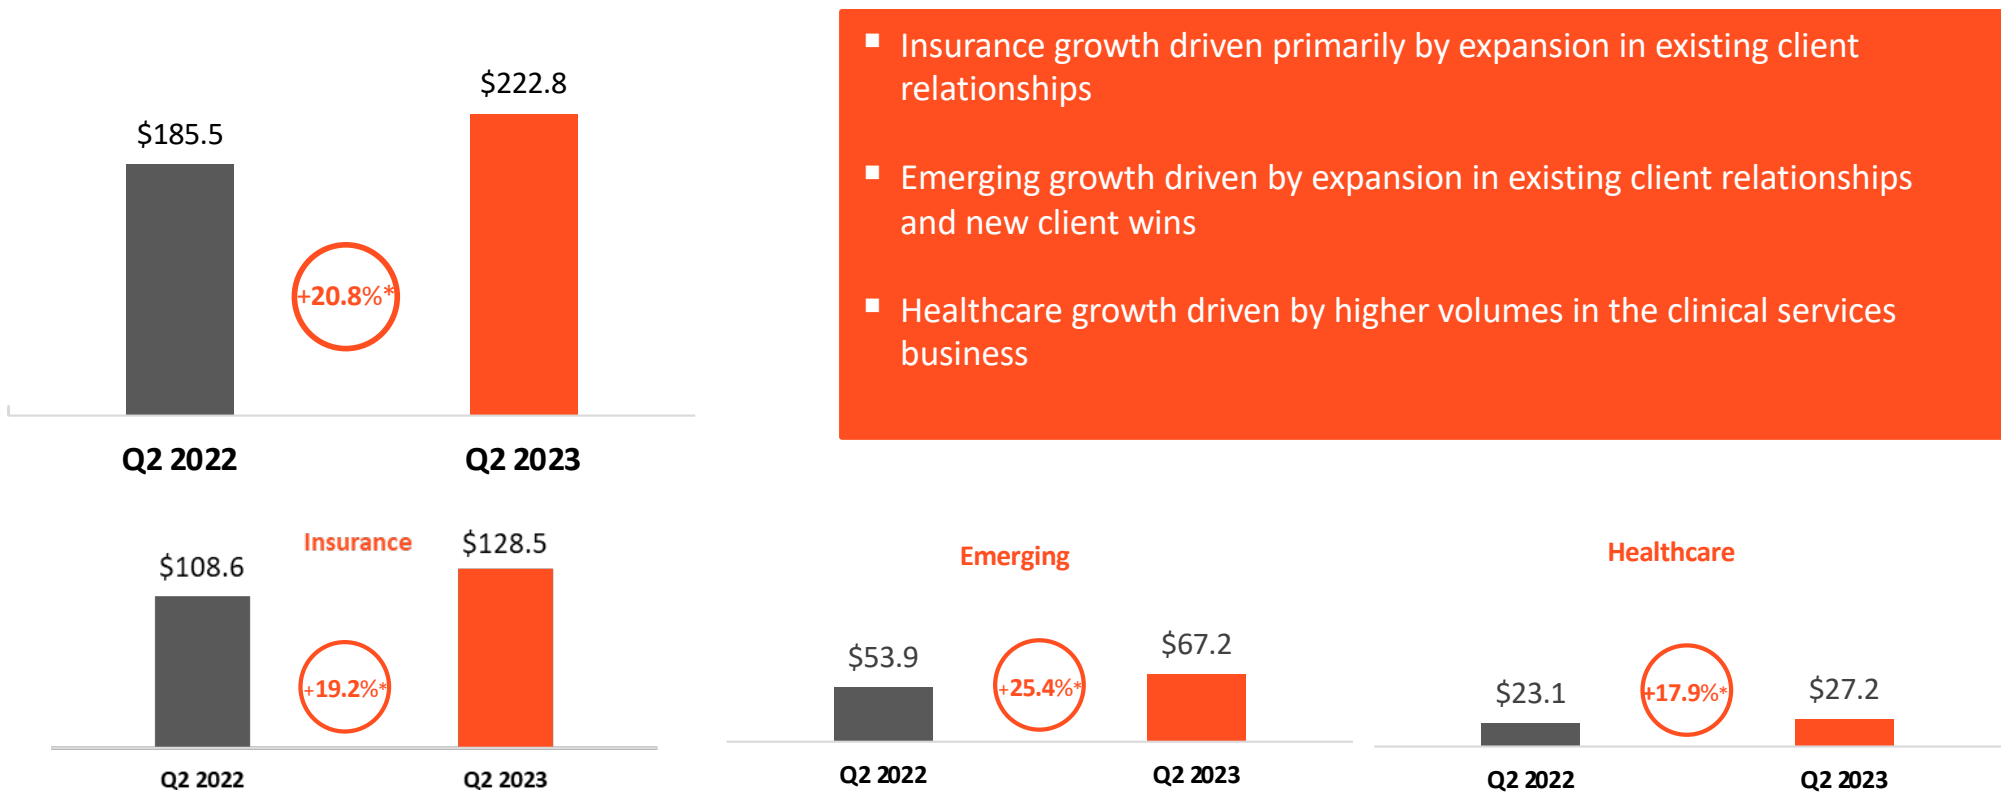 $185.5
$222.8
+20.8%*
Q2 2022
Q2 2023
▪ Insurance growth driven primarily by expansion in existing client
relationships
▪ Emerging growth driven by expansion in existing client relationships
and new client wins
▪ Healthcare growth driven by higher volumes in the clinical services
business
Insurance
$108.6
$128.5
+19.2%*
Q2 2022
Q2 2023
Emerging
$53.9
$67.2
+25.4%*
Q2 2022
Q2 2023
Healthcare
$23.1
$27.2
+17.9%*
Q2 2022
Q2 2023